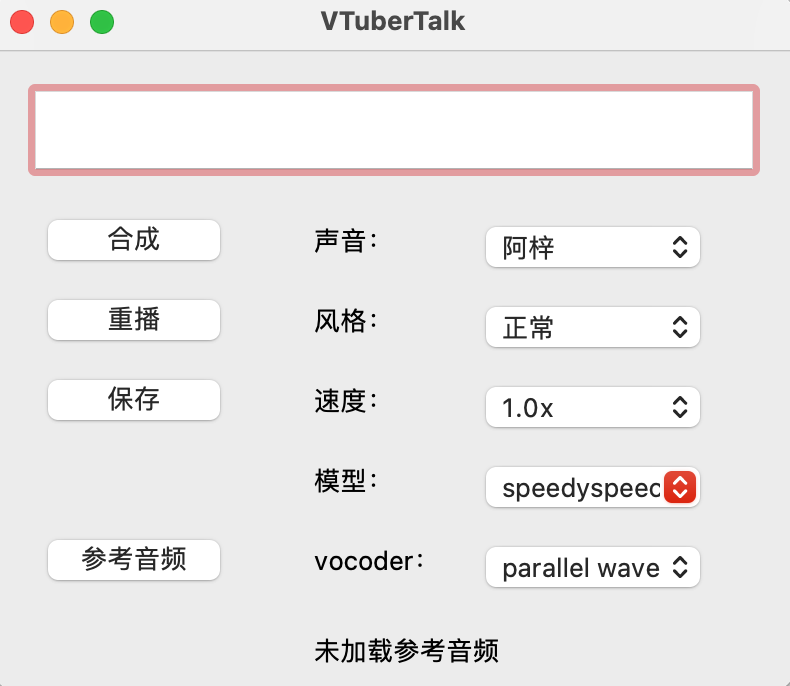 VTuberTalk
合成
声音：
阿梓
重播
风格：
正常
保存
速度：
1.0x
模型：
speedyspeec
参考音频
vocoder：
parallel wave
未加载参考音频